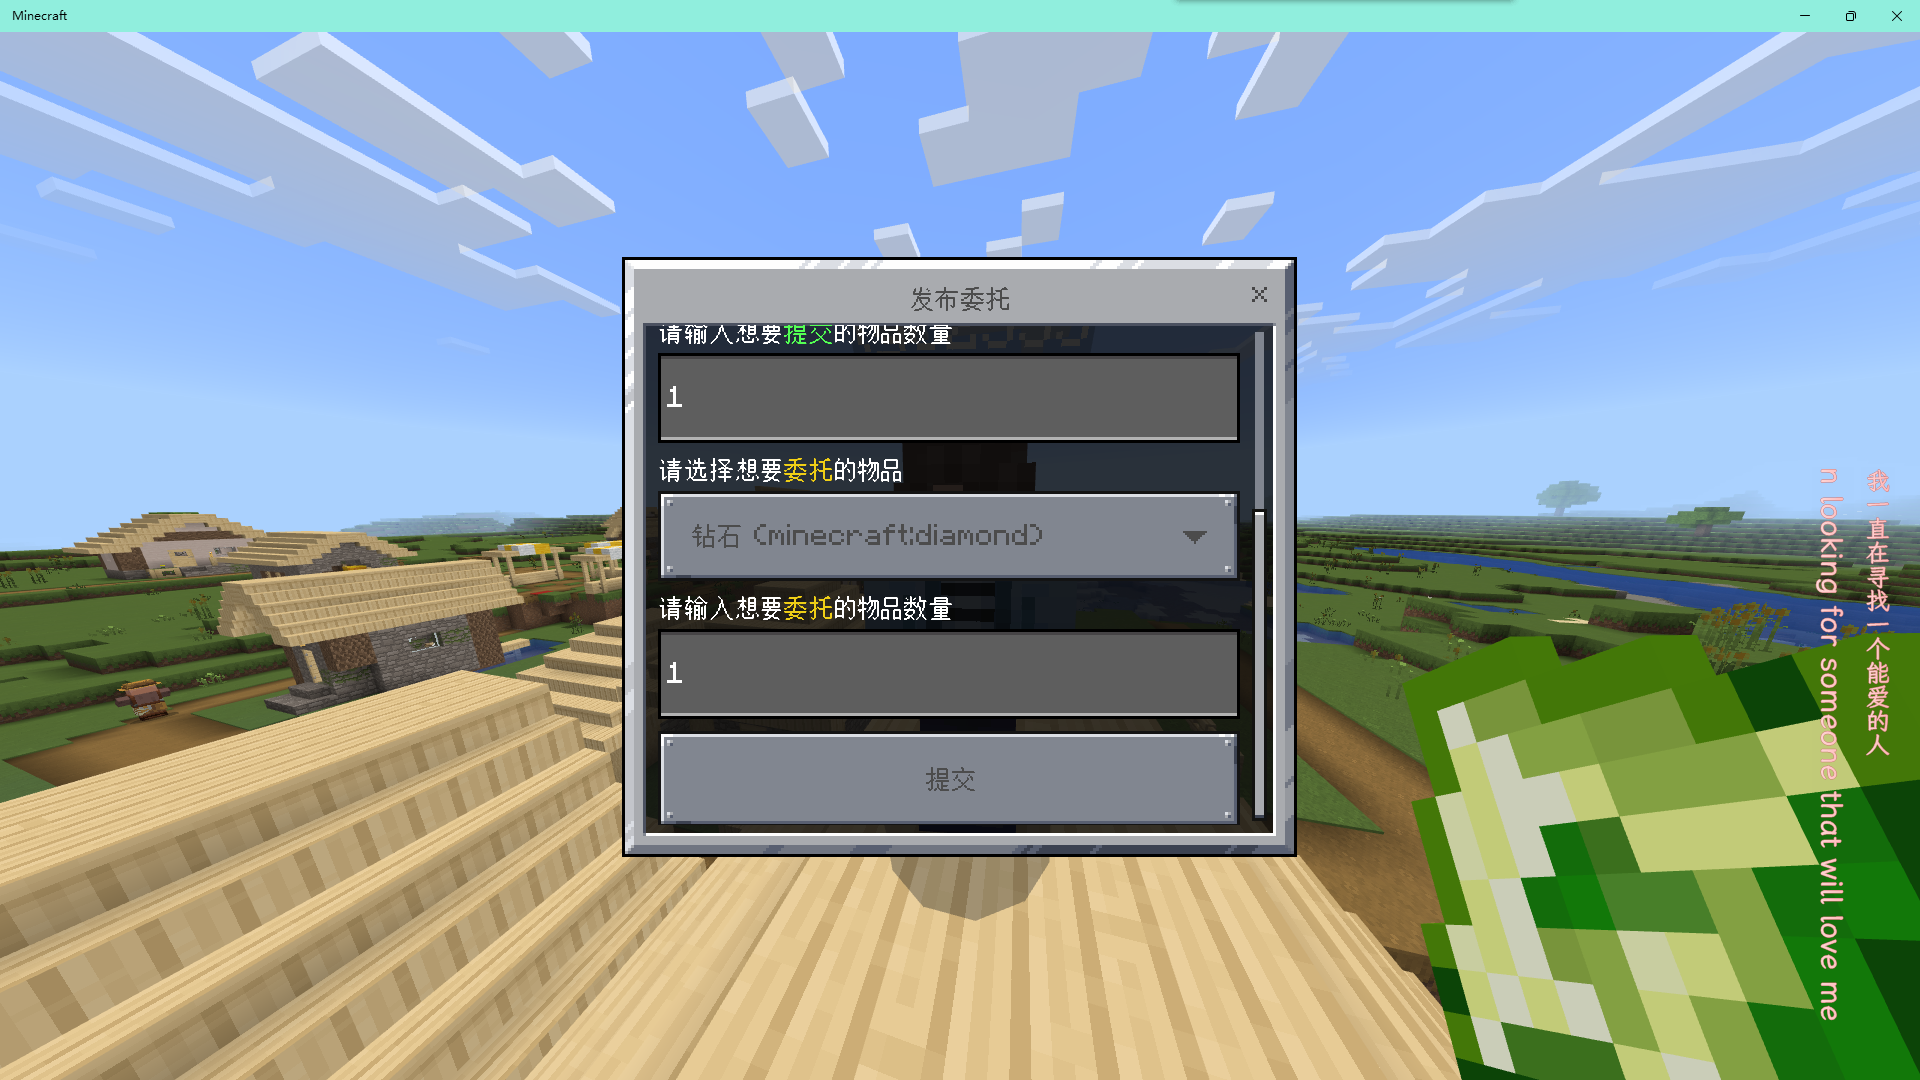 Minecraft
发布委托
请输入想要提交的物品数量
1
请选择想要委托的物品
钻石 (minecraft:diamond)
请输入想要委托的物品数量
1
提交
我一直在寻找一个能爱的人
n looking for someone that will love me